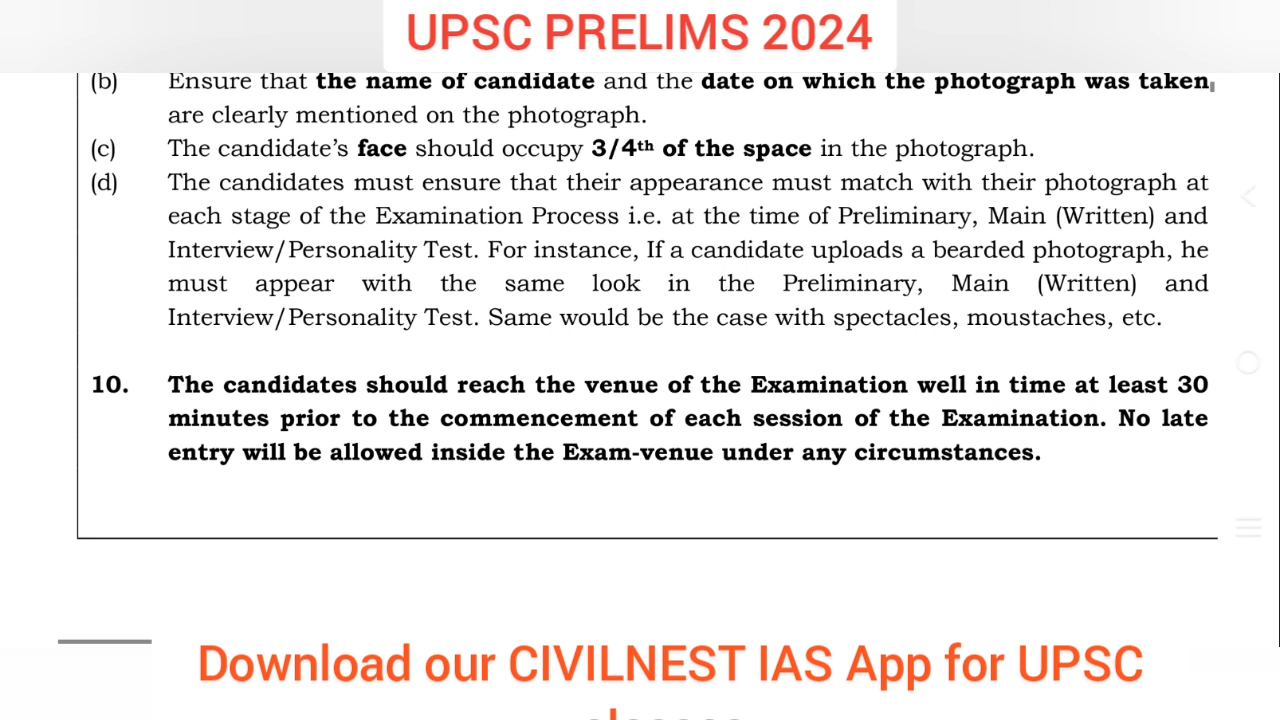 UPSC PRELIMS 2024
(b) Ensure that the name of candidate and the date on which the photograph was taken,
are clearly mentioned on the photograph.
(c) The candidate's face should occupy 3/4th of the space in the photograph.
(d) The candidates must ensure that their appearance must match with their photograph at
each stage of the Examination Process i.e. at the time of Preliminary, Main (Written) and
Interview/Personality Test. For instance, If a candidate uploads a bearded photograph, he
must appear with the same look in the Preliminary, Main (Written) and
Interview/Personality Test. Same would be the case with spectacles, moustaches, etc.
10. The candidates should reach the venue of the Examination well in time at least 30
minutes prior to the commencement of each session of the Examination. No late
entry will be allowed inside the Exam-venue under any circumstances.
Download our CIVILNEST IAS App for UPSC